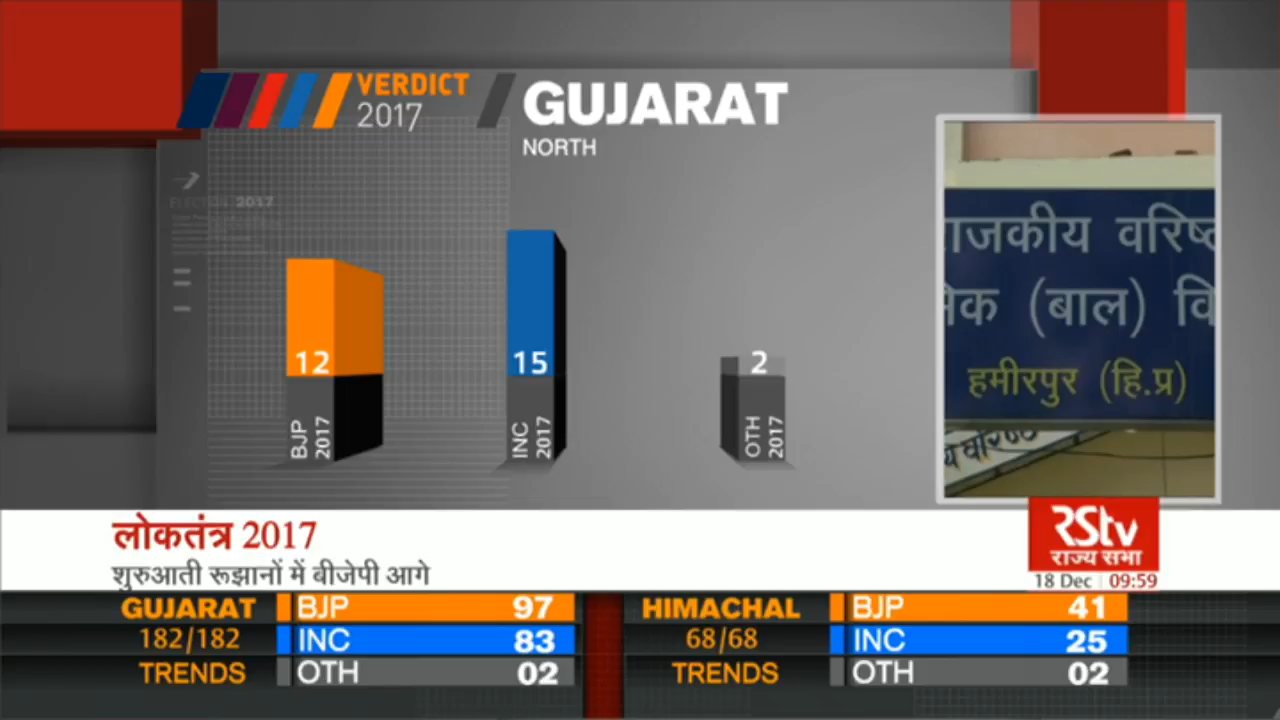 VERDICT
2017
GUJARAT
NORTH
ELECTION 2017
12
15
2
BJP
2017
INC
2017
OTH
2017
राजकीय वरिष्ठ
(बाल)
हमीरपुर (हि.प्र)
लोकतंत्र 2017
शुरुआती रूझानों में बीजेपी आगे
RStv
राज्य सभा
18 Dec 09:59
GUJARAT BJP 97
182/182 INC 83
TRENDS OTH 02
HIMACHAL BJP 41
68/68 INC 25
TRENDS OTH 02